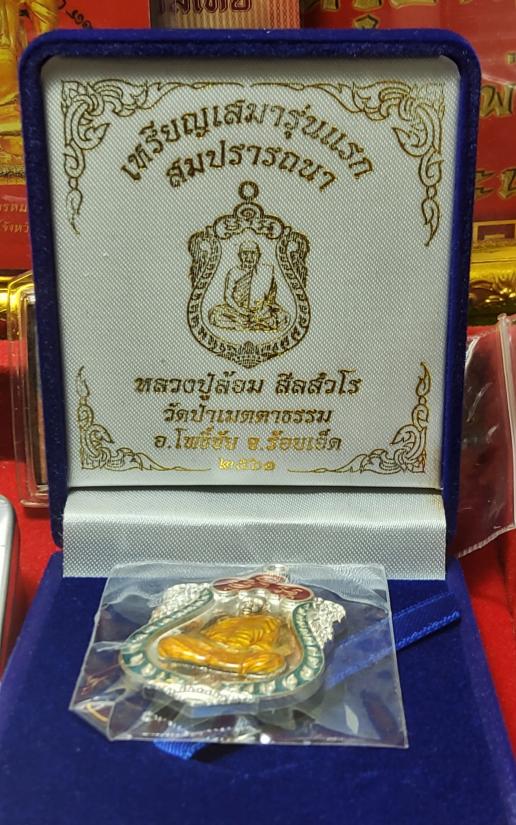 เหรียญเสมารุ่นแรก
สมปรารถนา
หลวงปู่ล้อม สีลสํวโร
วัดป่าเมตตาธรรม
อ.โพธิ์ชัย จ.ร้อยเอ็ด
๒๕๖๑